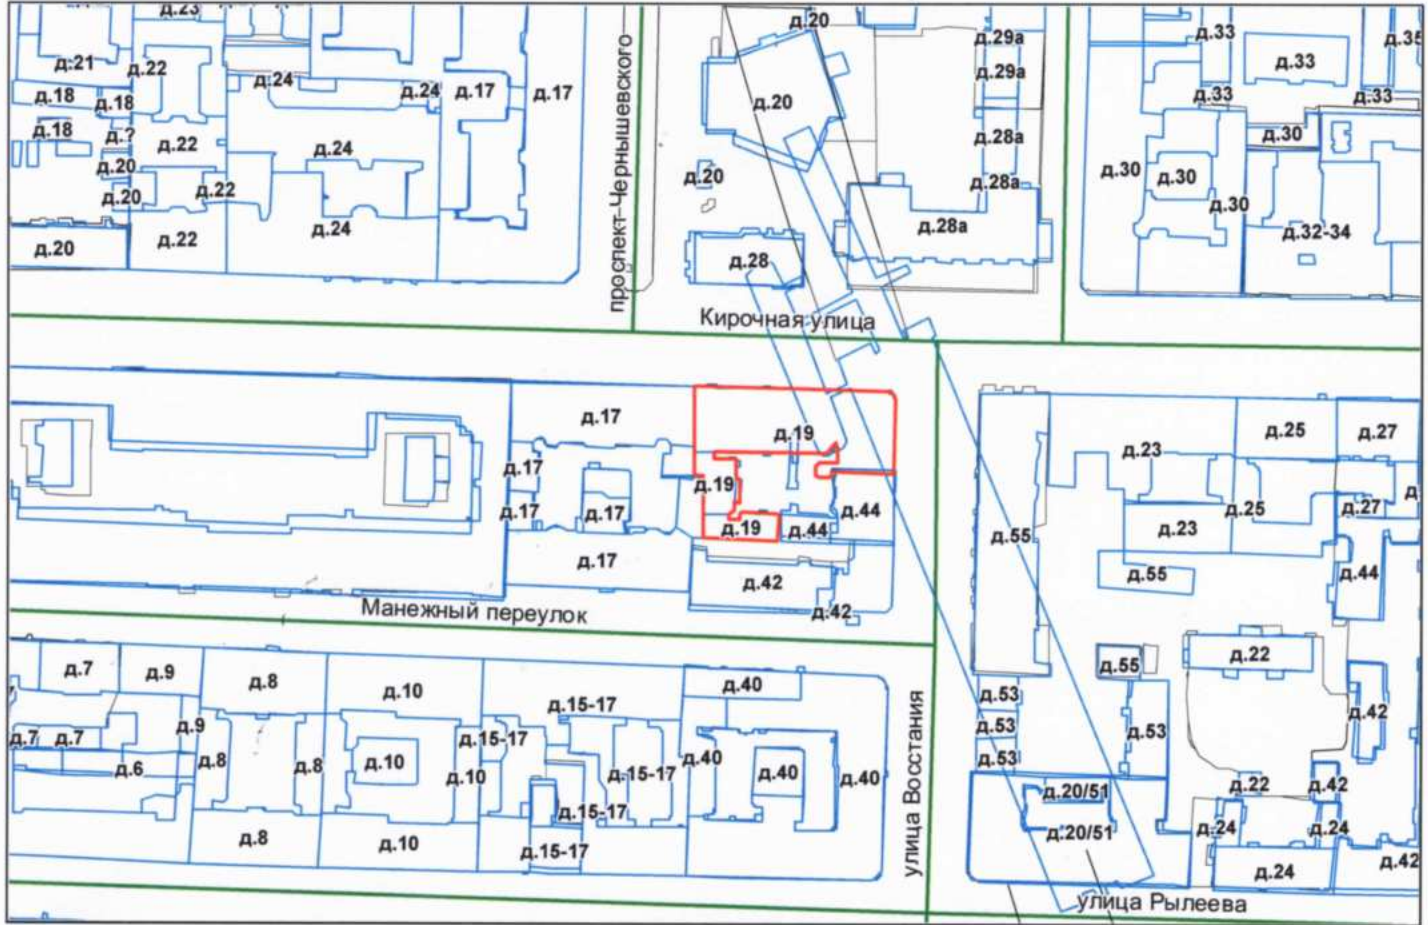 д.23
д.20
д.29а
д.33
д.21
д.22
д.24
д.24
д.17
д.17
д.29а
д.33
д.18
д.18
д.20
д.33
д.33
д.18
д.?
д.22
д.24
д.28а
д.30
д.20
д.20
д.22
д.20
д.28а
д.30
д.30
д.30
проспект Чернышевского
д.20
д.22
д.24
д.28
д.28а
д.32-34
Кирочная улица
д.17
д.19
д.23
д.25
д.27
д.17
д.19
д.17
д.17
д.19
д.44
д.44
д.55
д.23
д.25
д.27
д.17
д.42
д.42
д.55
д.44
Манежный переулок
д.7
д.9
д.8
д.10
д.15-17
д.40
д.55
д.22
д.53
д.7
д.7
д.9
д.6
д.8
д.8
д.10
д.10
д.15-17
д.15-17
д.15-17
д.40
д.40
д.40
д.53
д.53
д.53
д.42
улица Восстания
д.8
д.10
д.15-17
д.20/51
д.20/51
д.22
д.42
д.24
д.24
д.24
д.42
улица Рылеева